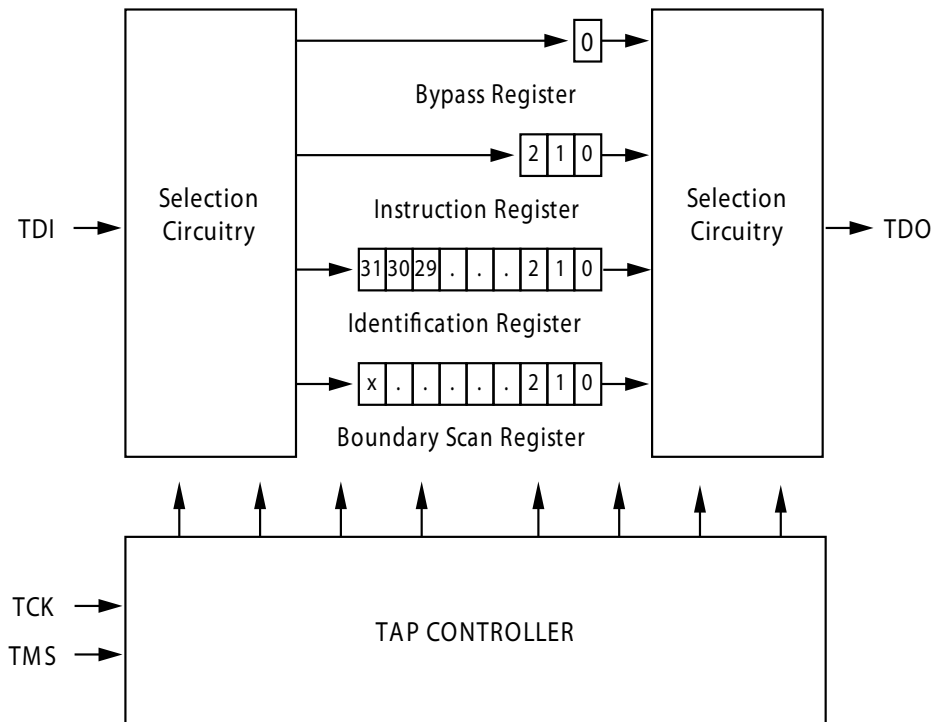 0
Bypass Register
2 1 0
Selection
Circuitry
Selection
Circuitry
TDI
TDO
Instruction Register
31 30 29 . . . 2 1 0
Identification Register
x . . . . . 2 1 0
Boundary Scan Register
TCK
TAP CONTROLLER
TMS